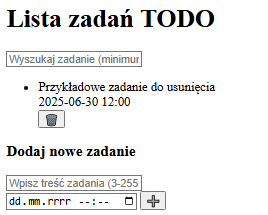 Lista zadań TODO
Wyszukaj zadanie (minimur
Przykładowe zadanie do usunięcia
2025-06-30 12:00
Dodaj nowe zadanie
Wpisz treść zadania (3-255
dd.mm.rrrr --:--